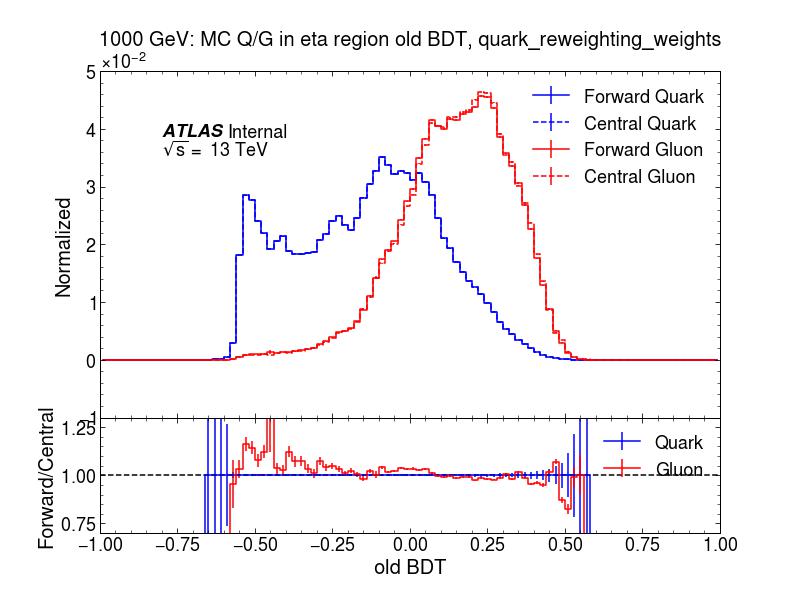 1000 GeV: MC Q/G in eta region old BDT, quark_reweighting_weights
×10⁻²
5
4
3
2
1
0
−1
Normalized
ATLAS Internal
√s = 13 TeV
Forward Quark
Central Quark
Forward Gluon
Central Gluon
1.25
1.00
0.75
Forward/Central
Quark
Gluon
−1.00 −0.75 −0.50 −0.25 0.00 0.25 0.50 0.75 1.00
old BDT